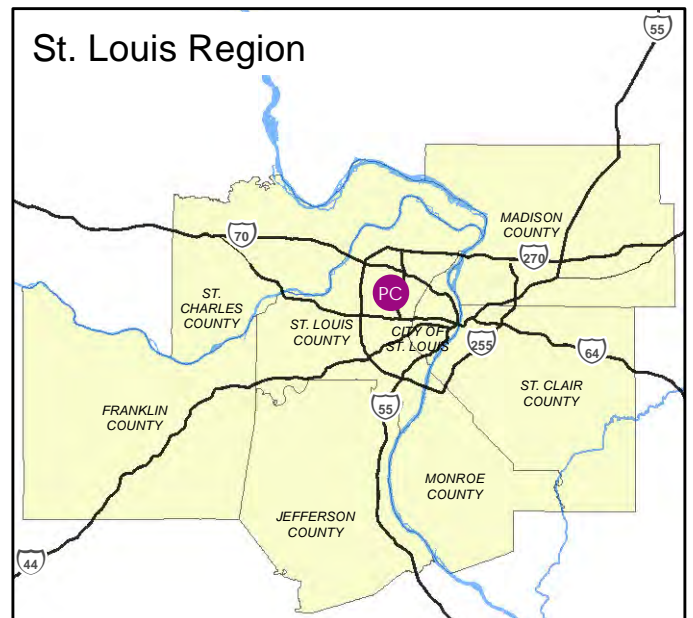 St. Louis Region
55
MADISON
COUNTY
70
270
PC
ST.
CHARLES
COUNTY
ST. LOUIS
COUNTY
CITY OF
ST. LOUIS
255
64
ST. CLAIR
COUNTY
FRANKLIN
COUNTY
55
MONROE
COUNTY
JEFFERSON
COUNTY
44